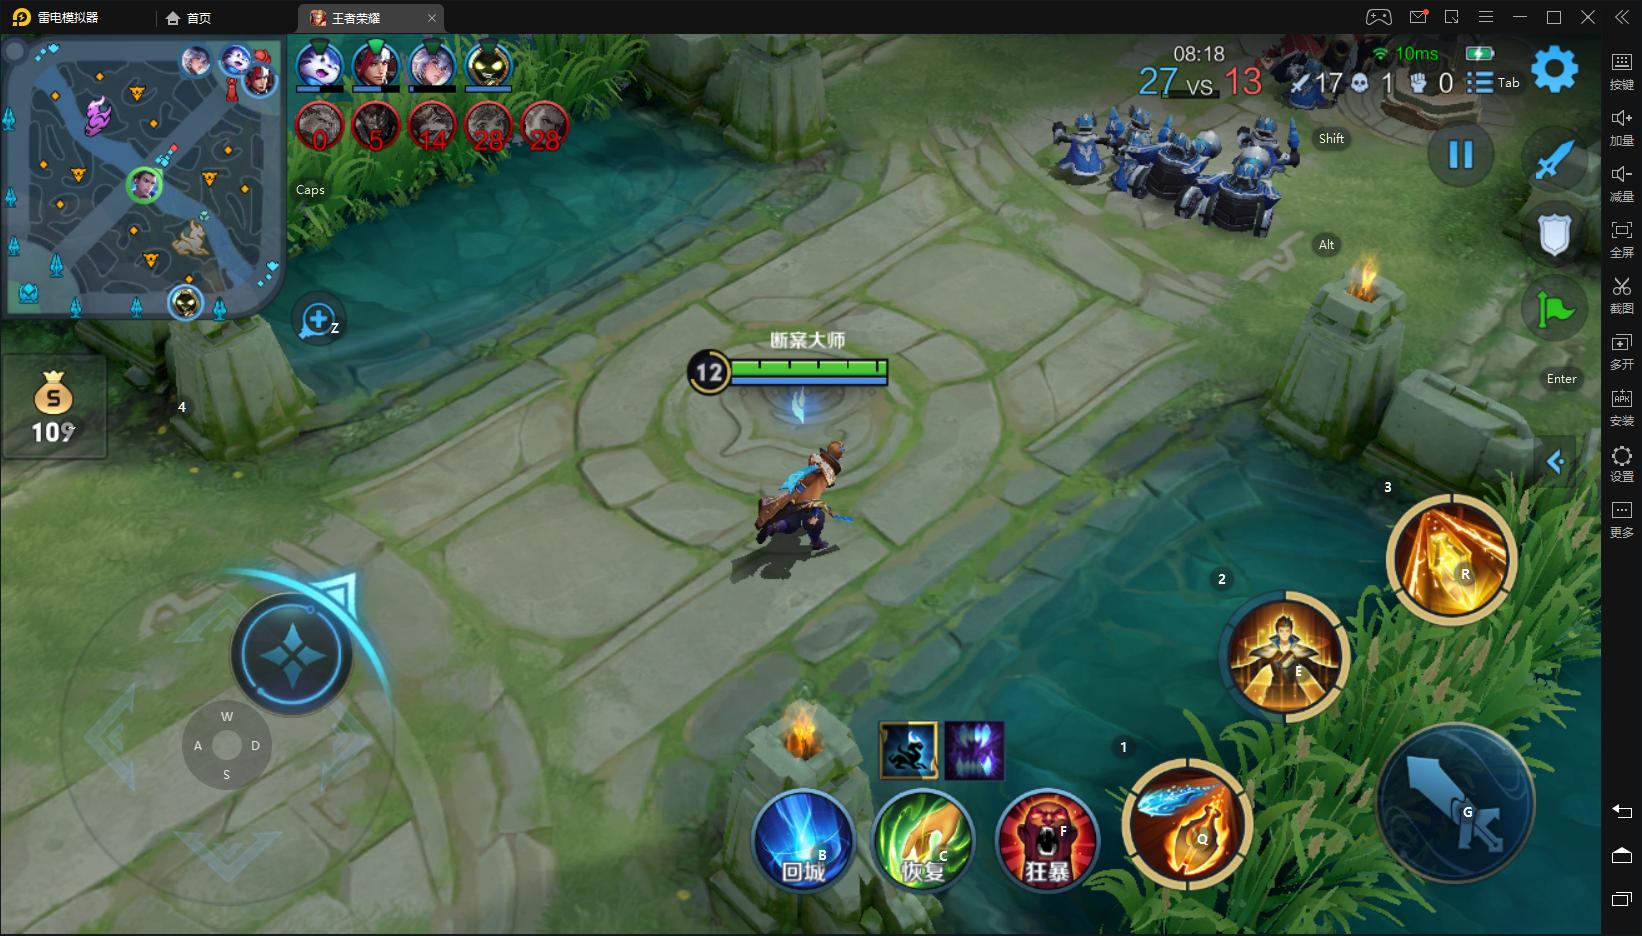 雷电模拟器
首页
王者荣耀
08:18
10ms
27 vs 13
17
1
0
Tab
0
5
14
28
28
Caps
Shift
Alt
Enter
Z
4
断案大师
12
3
2
1
R
E
Q
G
W
A
D
S
B
回城
C
恢复
F
狂暴
按键
加量
减量
全屏
截图
多开
APK
安装
设置
更多